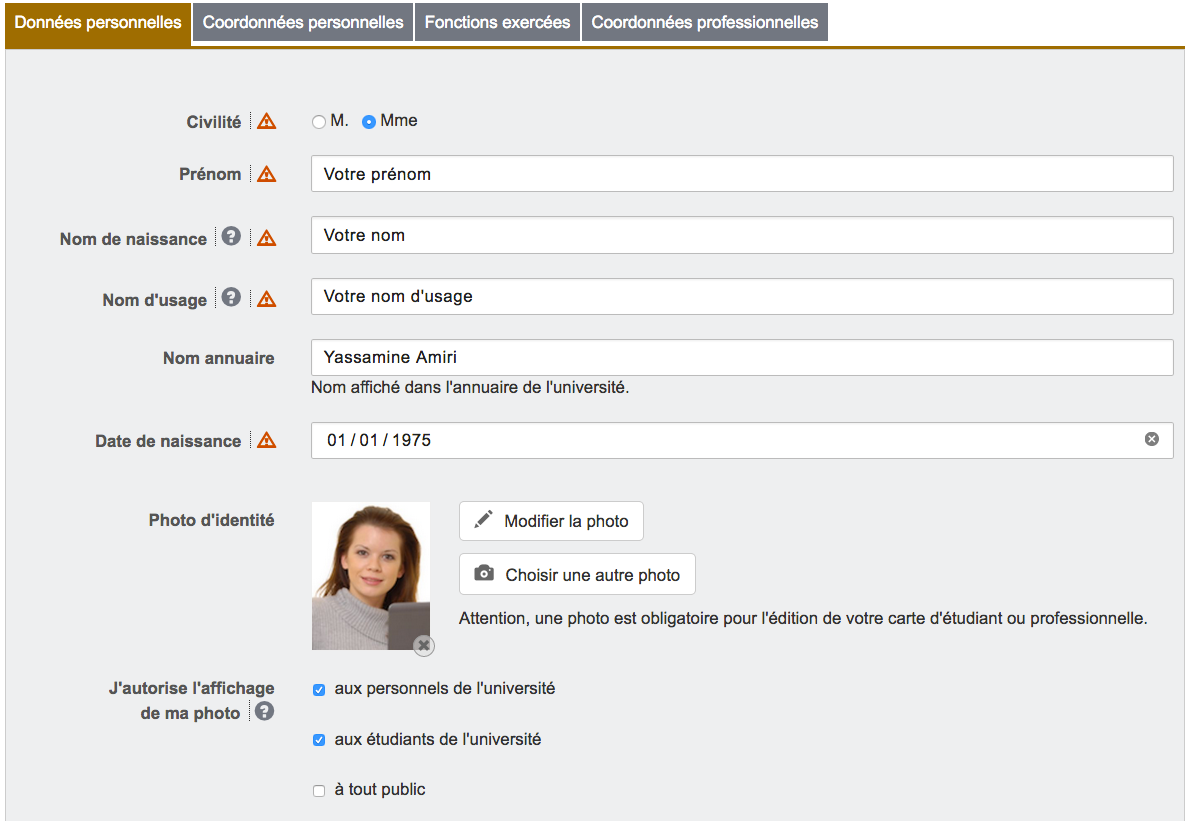 Données personnelles Coordonnées personnelles Fonctions exercées Coordonnées professionnelles
Civilité M. Mme
Prénom Votre prénom
Nom de naissance ? Votre nom
Nom d'usage ? Votre nom d'usage
Nom annuaire Yassamine Amiri
Nom affiché dans l'annuaire de l'université.
Date de naissance 01 / 01 / 1975
Photo d'identité Modifier la photo
Choisir une autre photo
Attention, une photo est obligatoire pour l'édition de votre carte d'étudiant ou professionnelle.
J'autorise l'affichage aux personnels de l'université
de ma photo ?
aux étudiants de l'université
à tout public